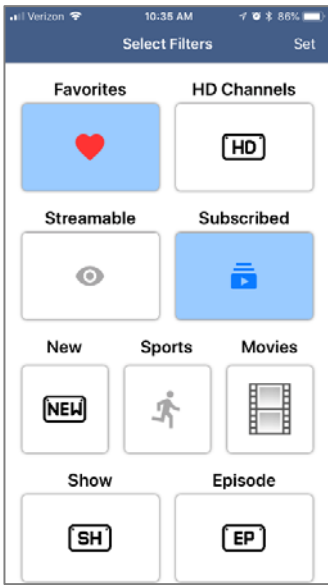 Verizon 10:35 AM 86%
Select Filters Set
Favorites HD Channels
HD
Streamable Subscribed
New Sports Movies
NEW
Show Episode
SH EP